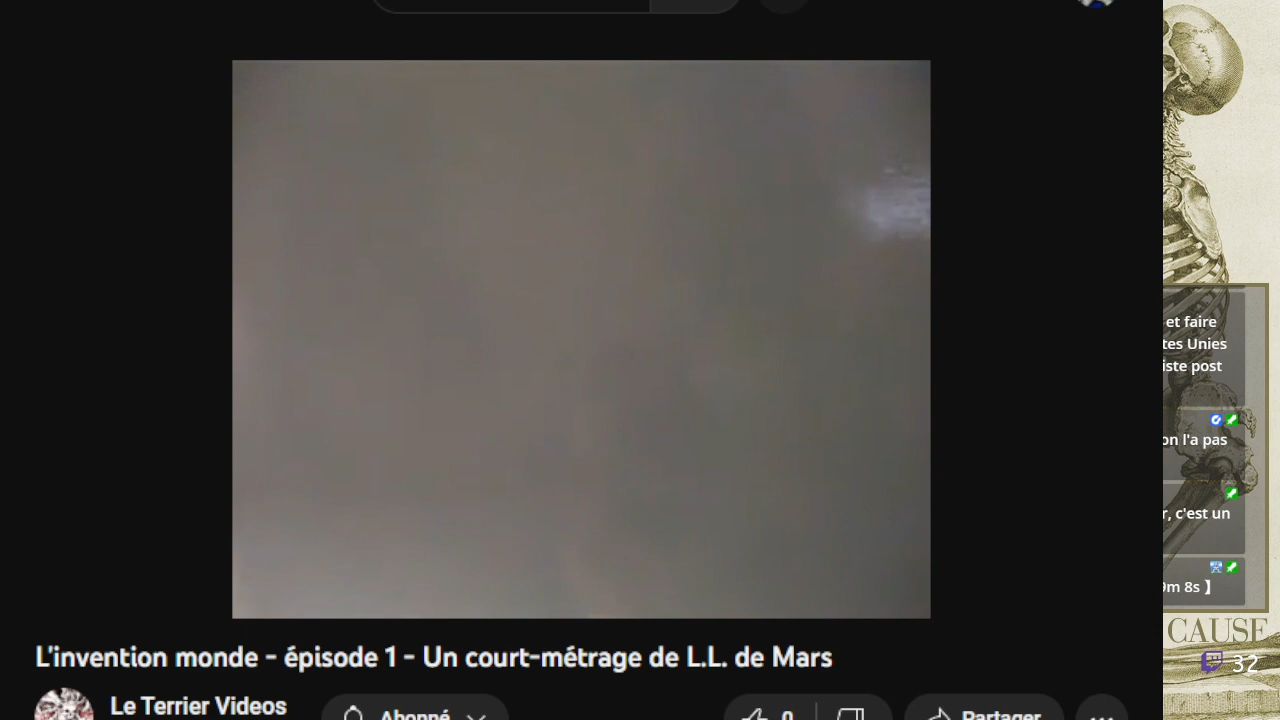 L'invention monde - épisode 1 - Un court-métrage de L.L. de Mars
Le Terrier Videos
Abonné
0
Partager
et faire
tes Unies
iste post
on l'a pas
r, c'est un
9m 8s 】
CAUSE
32